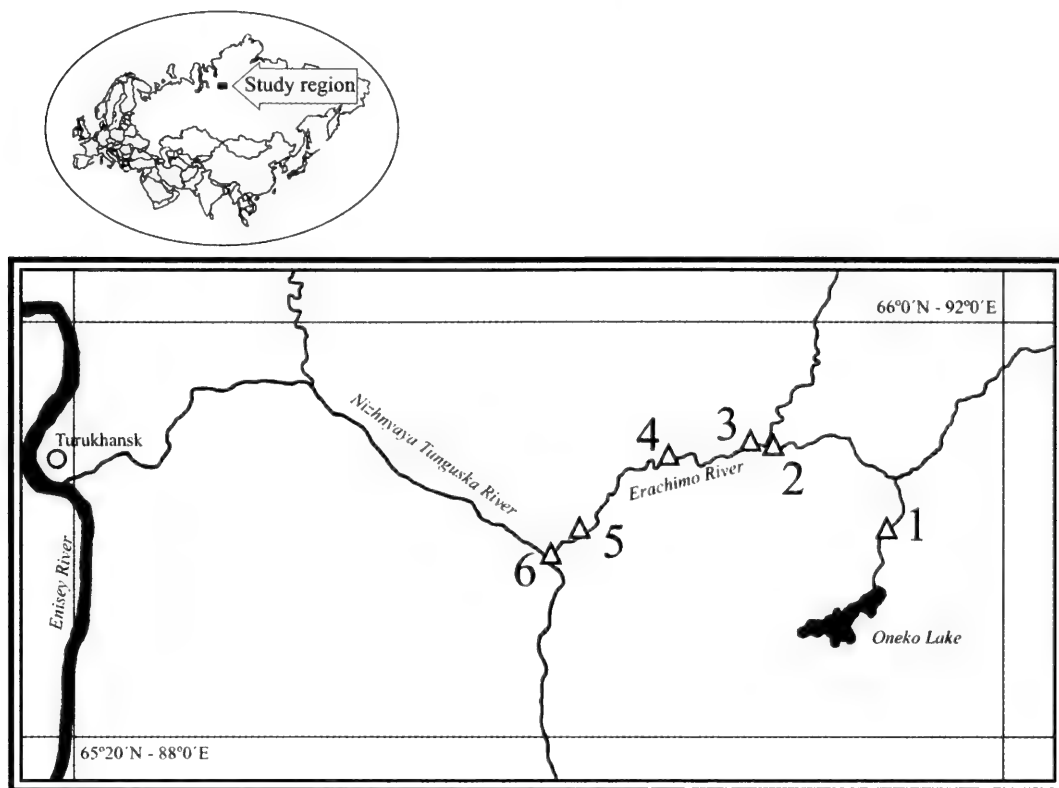 Study region
66°0´N - 92°0´E
Turukhansk
Nizhnyaya Tunguska River
4
3
2
Erachimo River
5
1
6
Enisey River
Oneko Lake
65°20´N - 88°0´E